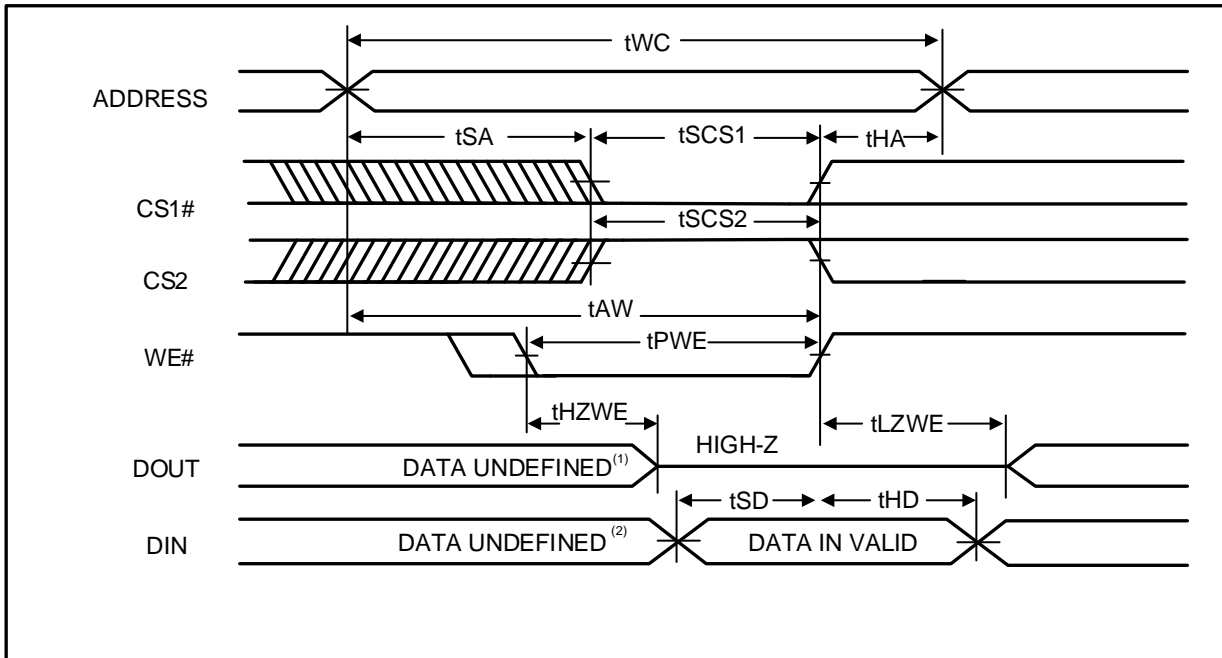 tWC
ADDRESS
tSA
tSCS1
tHA
CS1#
tSCS2
CS2
tAW
WE#
tPWE
tHZWE
tLZWE
HIGH-Z
DOUT
DATA UNDEFINED(1)
tSD
tHD
DIN
DATA UNDEFINED (2)
DATA IN VALID